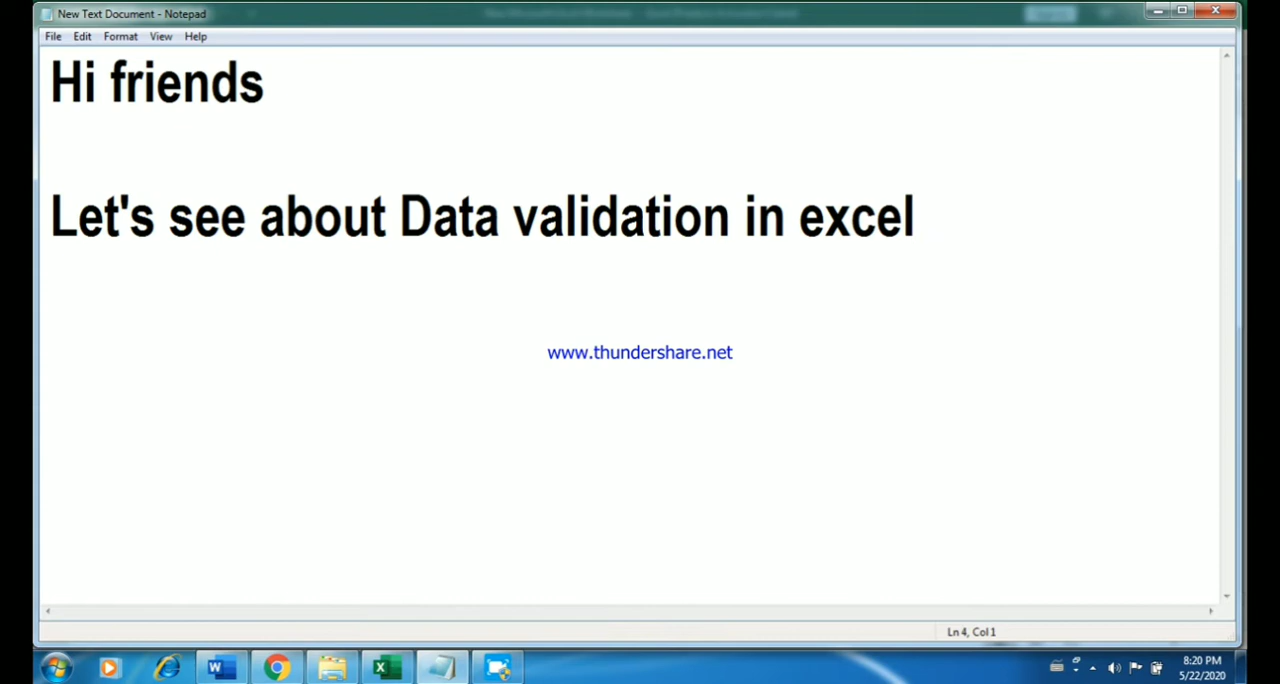 New Text Document - Notepad
File Edit Format View Help
Hi friends
Let's see about Data validation in excel
www.thundershare.net
Ln 4, Col 1
8:20 PM
5/22/2020